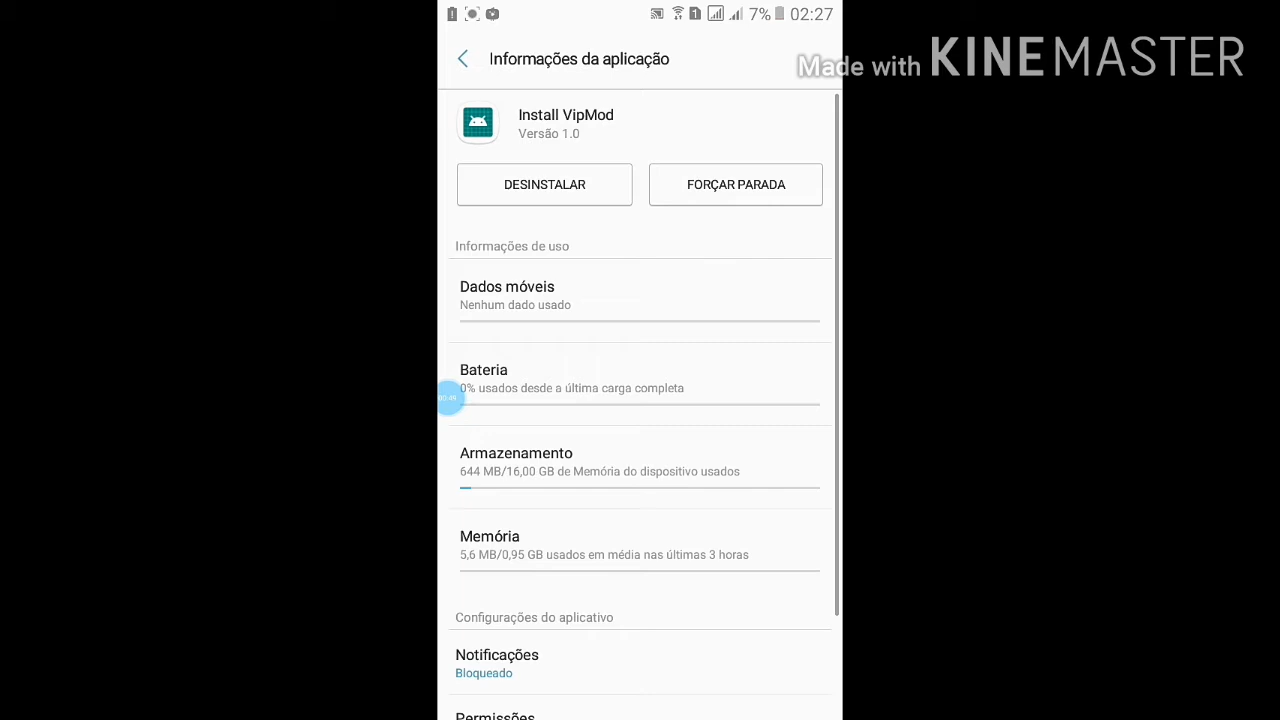 7% 02:27
Informações da aplicação
Made with KINEMASTER
Install VipMod
Versão 1.0
DESINSTALAR
FORÇAR PARADA
Informações de uso
Dados móveis
Nenhum dado usado
Bateria
0% usados desde a última carga completa
00:49
Armazenamento
644 MB/16,00 GB de Memória do dispositivo usados
Memória
5,6 MB/0,95 GB usados em média nas últimas 3 horas
Configurações do aplicativo
Notificações
Bloqueado
Permissões